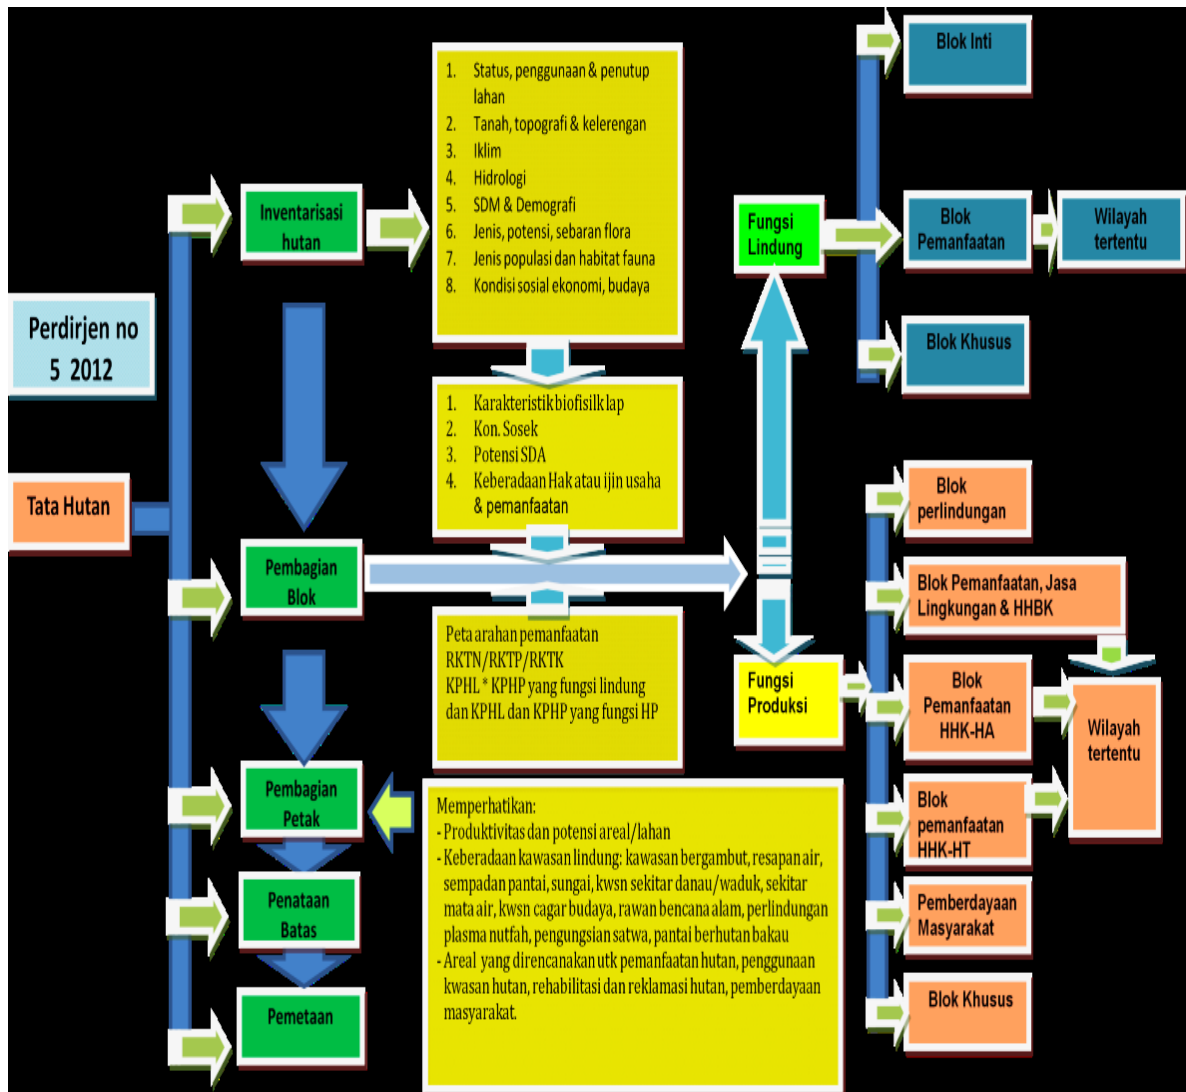 Perdirjen no
5 2012
Tata Hutan
Inventarisasi
hutan
Pembagian
Blok
Pembagian
Petak
Penataan
Batas
Pemetaan
1. Status, penggunaan & penutup
lahan
2. Tanah, topografi & kelerengan
3. Iklim
4. Hidrologi
5. SDM & Demografi
6. Jenis, potensi, sebaran flora
7. Jenis populasi dan habitat fauna
8. Kondisi sosial ekonomi, budaya
1. Karakteristik biofisilk lap
2. Kon. Sosek
3. Potensi SDA
4. Keberadaan Hak atau ijin usaha
& pemanfaatan
Peta arahan pemanfaatan
RKTN/RKTP/RKTK
KPHL * KPHP yang fungsi lindung
dan KPHL dan KPHP yang fungsi HP
Memperhatikan:
- Produktivitas dan potensi areal/lahan
- Keberadaan kawasan lindung: kawasan bergambut, resapan air,
sempadan pantai, sungai, kwsn sekitar danau/waduk, sekitar
mata air, kwsn cagar budaya, rawan bencana alam, perlindungan
plasma nutfah, pengungsian satwa, pantai berhutan bakau
- Areal yang direncanakan utk pemanfaatan hutan, penggunaan
kwasan hutan, rehabilitasi dan reklamasi hutan, pemberdayaan
masyarakat.
Fungsi
Lindung
Fungsi
Produksi
Blok Inti
Blok
Pemanfaatan
Wilayah
tertentu
Blok Khusus
Blok
perlindungan
Blok Pemanfaatan, Jasa
Lingkungan & HHBK
Blok
Pemanfaatan
HHK-HA
Blok
pemanfaatan
HHK-HT
Wilayah
tertentu
Pemberdayaan
Masyarakat
Blok Khusus